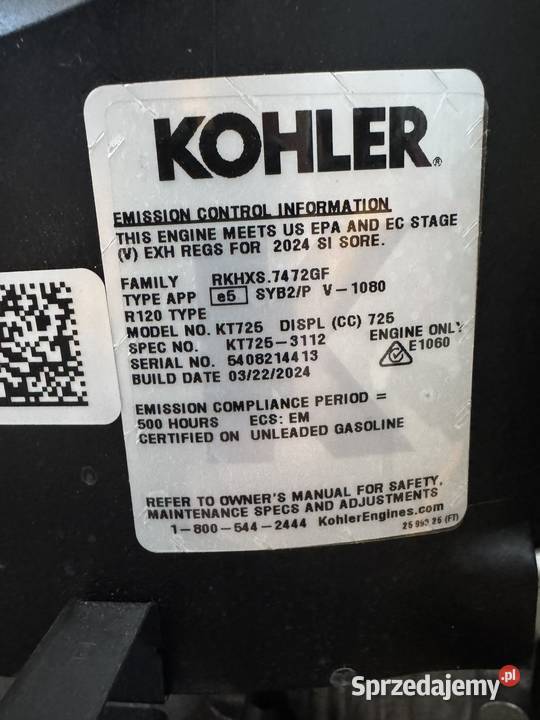 KOHLER®
EMISSION CONTROL INFORMATION
THIS ENGINE MEETS US EPA AND EC STAGE
(V) EXH REGS FOR 2024 SI SORE.
FAMILY RKHXS.7472GF
TYPE APP e5 SYB2/P V-1080
R120 TYPE
MODEL NO. KT725 DISPL (CC) 725
SPEC NO. KT725-3112 ENGINE ONLY
SERIAL NO. 5408214413 E1060
BUILD DATE 03/22/2024
EMISSION COMPLIANCE PERIOD =
500 HOURS ECS: EM
CERTIFIED ON UNLEADED GASOLINE
REFER TO OWNER'S MANUAL FOR SAFETY,
MAINTENANCE SPECS AND ADJUSTMENTS
1-800-544-2444 KohlerEngines.com
25 (FT)
Sprzedajemy.pl